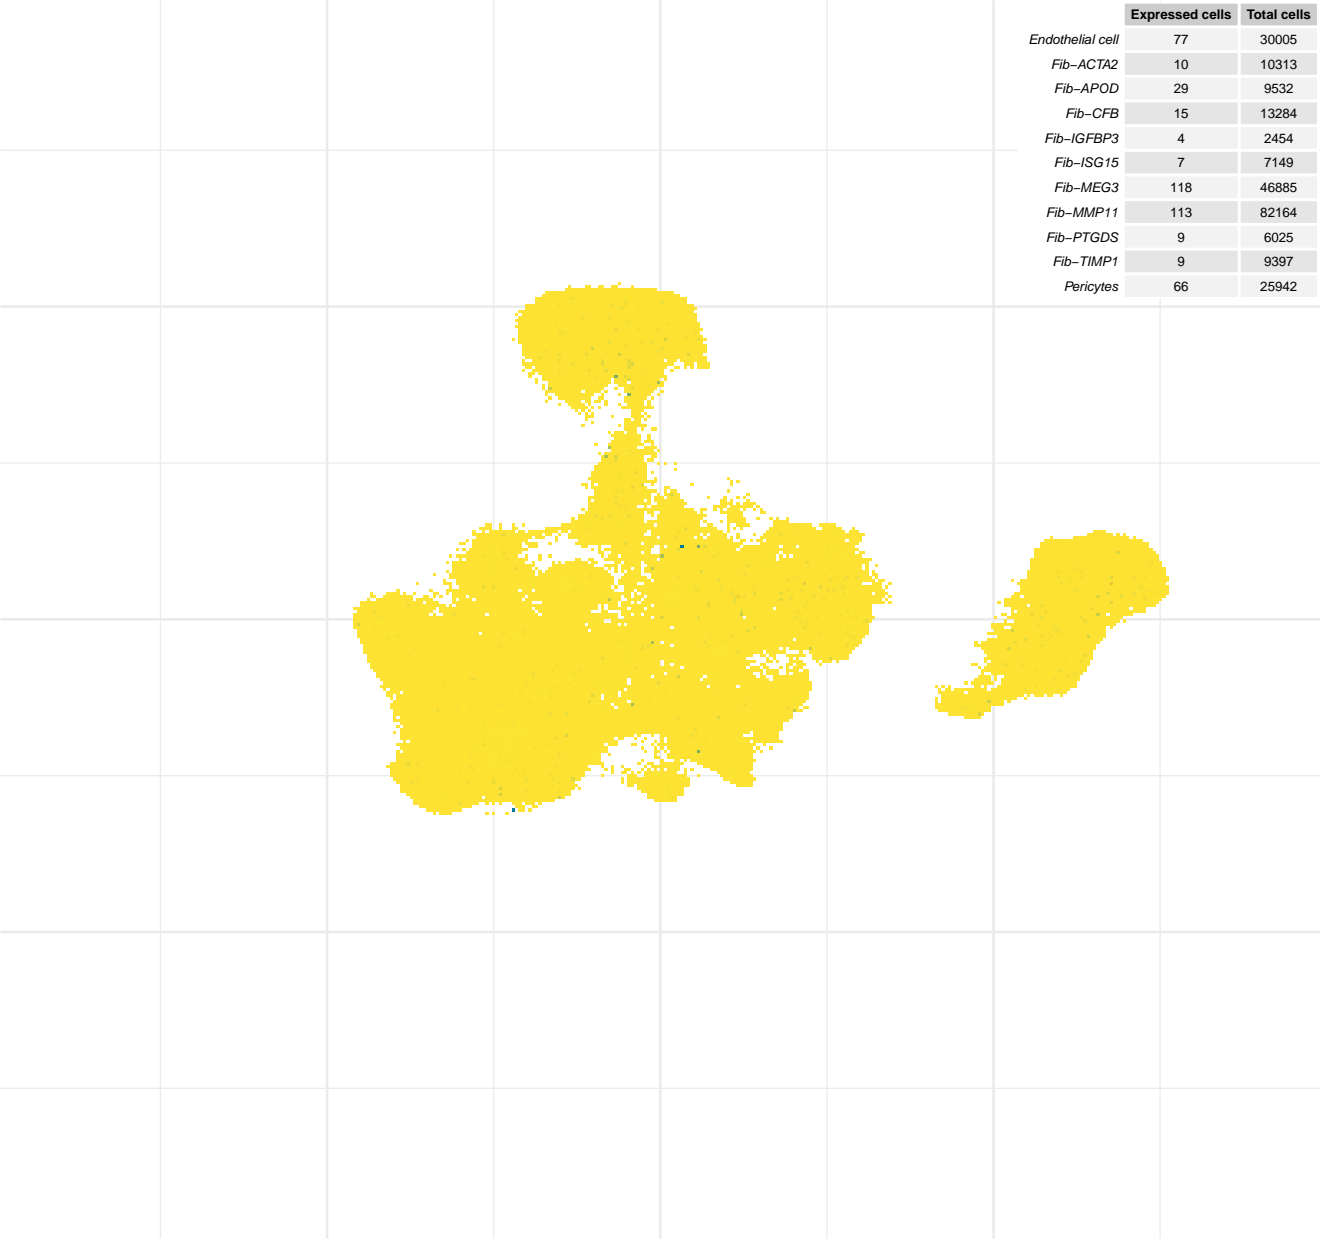 Expressed cells Total cells
Endothelial cell 77 30005
Fib−ACTA2 10 10313
Fib−APOD 29 9532
Fib−CFB 15 13284
Fib−IGFBP3 4 2454
Fib−ISG15 7 7149
Fib−MEG3 118 46885
Fib−MMP11 113 82164
Fib−PTGDS 9 6025
Fib−TIMP1 9 9397
Pericytes 66 25942